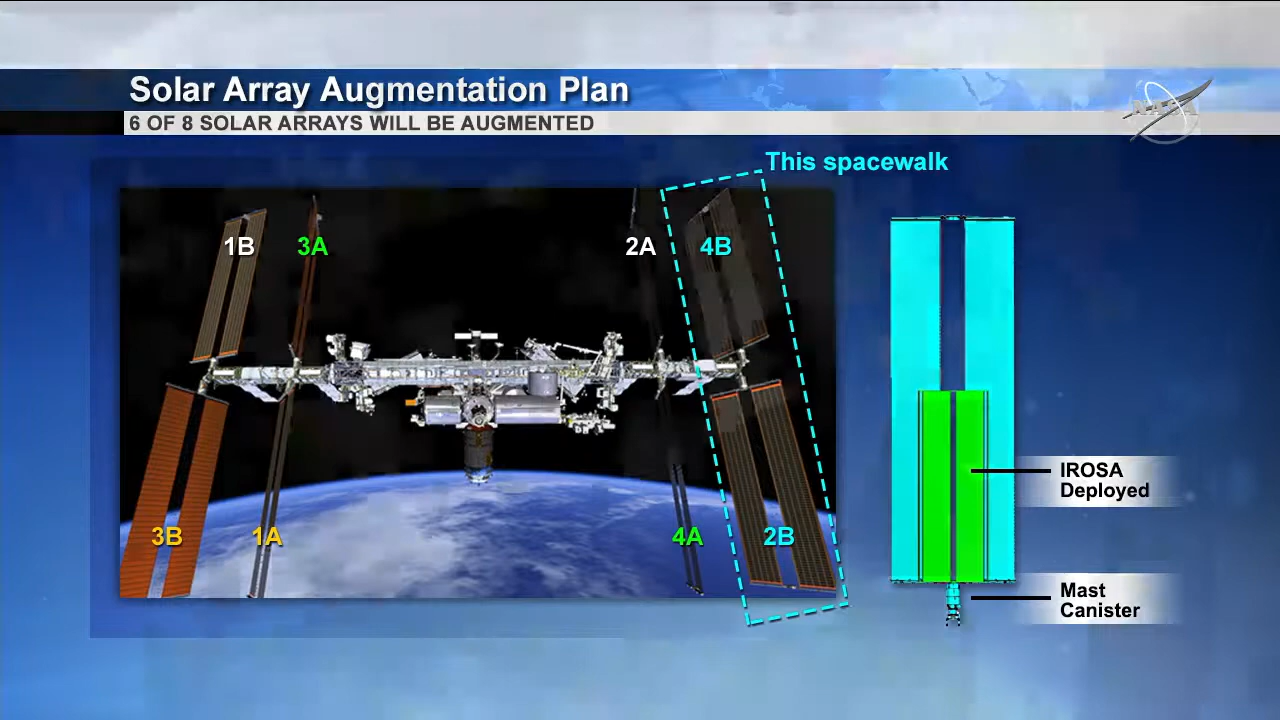 Solar Array Augmentation Plan
6 OF 8 SOLAR ARRAYS WILL BE AUGMENTED
NASA
This spacewalk
1B
3A
2A
4B
3B
1A
4A
2B
IROSA
Deployed
Mast
Canister